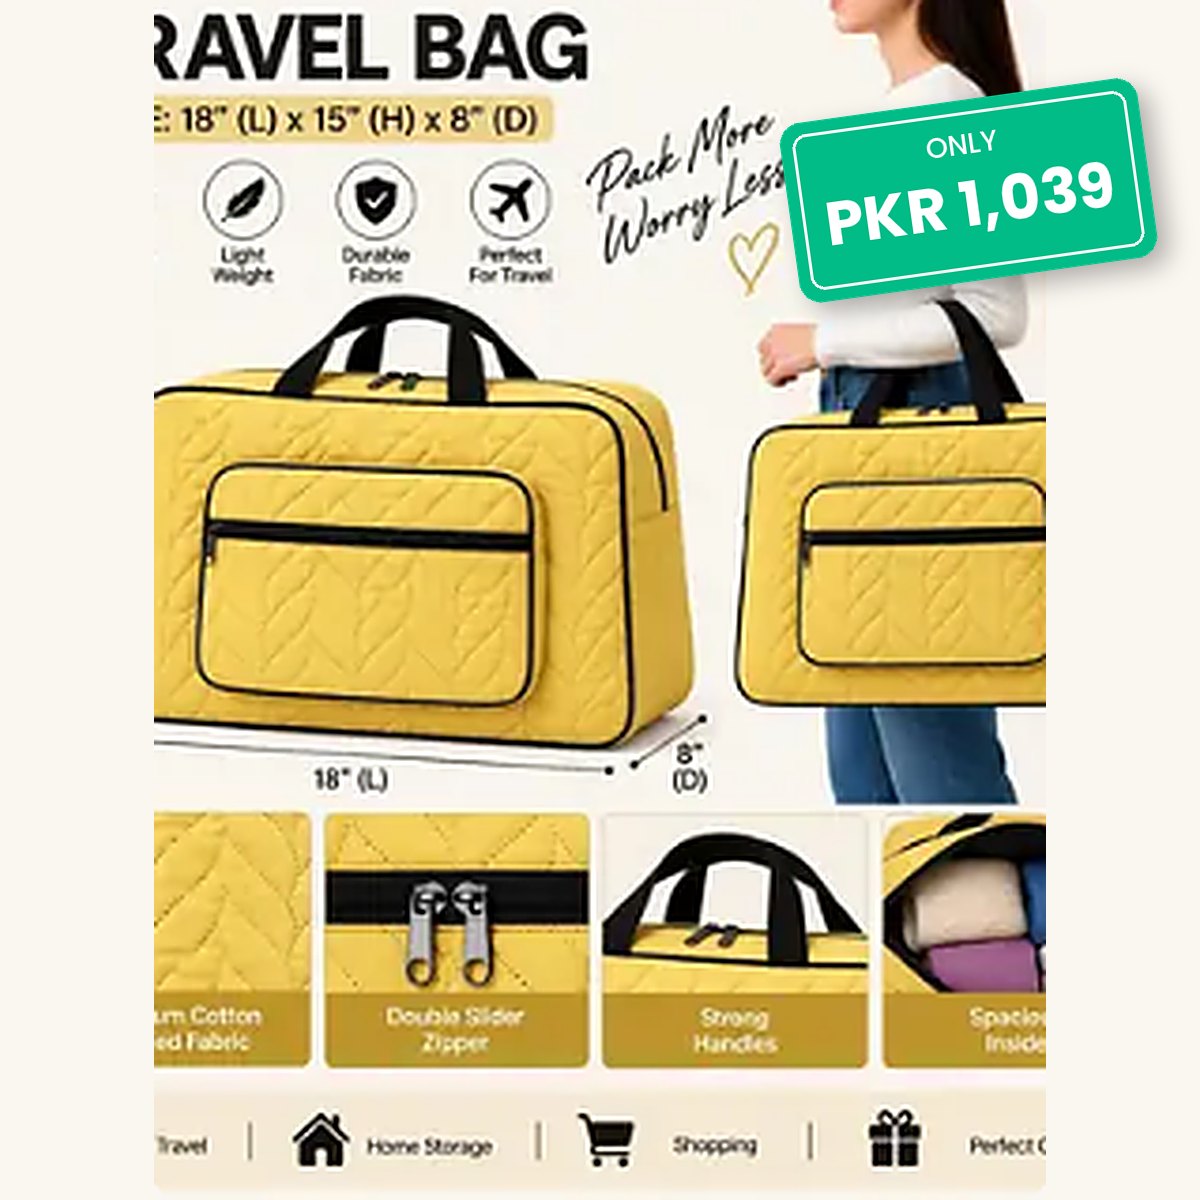 RAVEL BAG
E: 18” (L) x 15” (H) x 8” (D)
Pack More
Worry Less
ONLY
PKR 1,039
Light
Weight
Durable
Fabric
Perfect
For Travel
18” (L)
8”
(D)
um Cotton
ed Fabric
Double Slider
Zipper
Strong
Handles
Inside
Travel
Home Storage
Shopping
Perfect